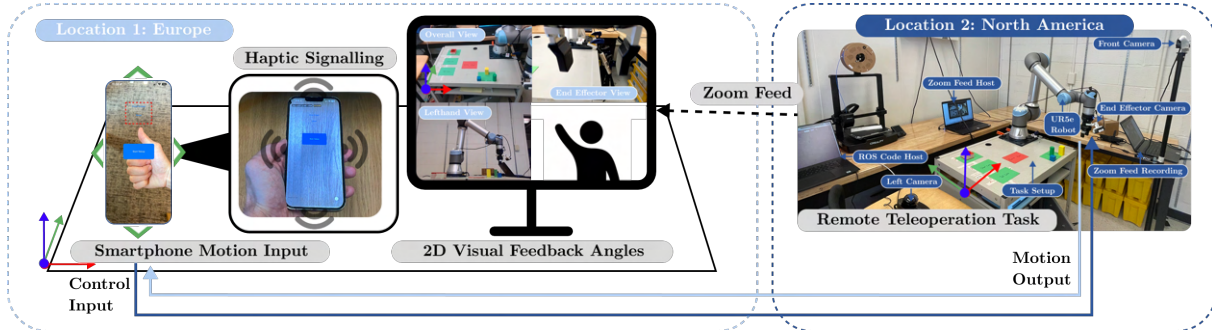 Location 1: Europe
Haptic Signalling
Overall View
End Effector View
Lefthand View
Smartphone Motion Input
2D Visual Feedback Angles
Control
Input
Zoom Feed
Location 2: North America
Front Camera
Zoom Feed Host
End Effector Camera
UR5e
Robot
ROS Code Host
Left Camera
Task Setup
Zoom Feed Recording
Remote Teleoperation Task
Motion
Output